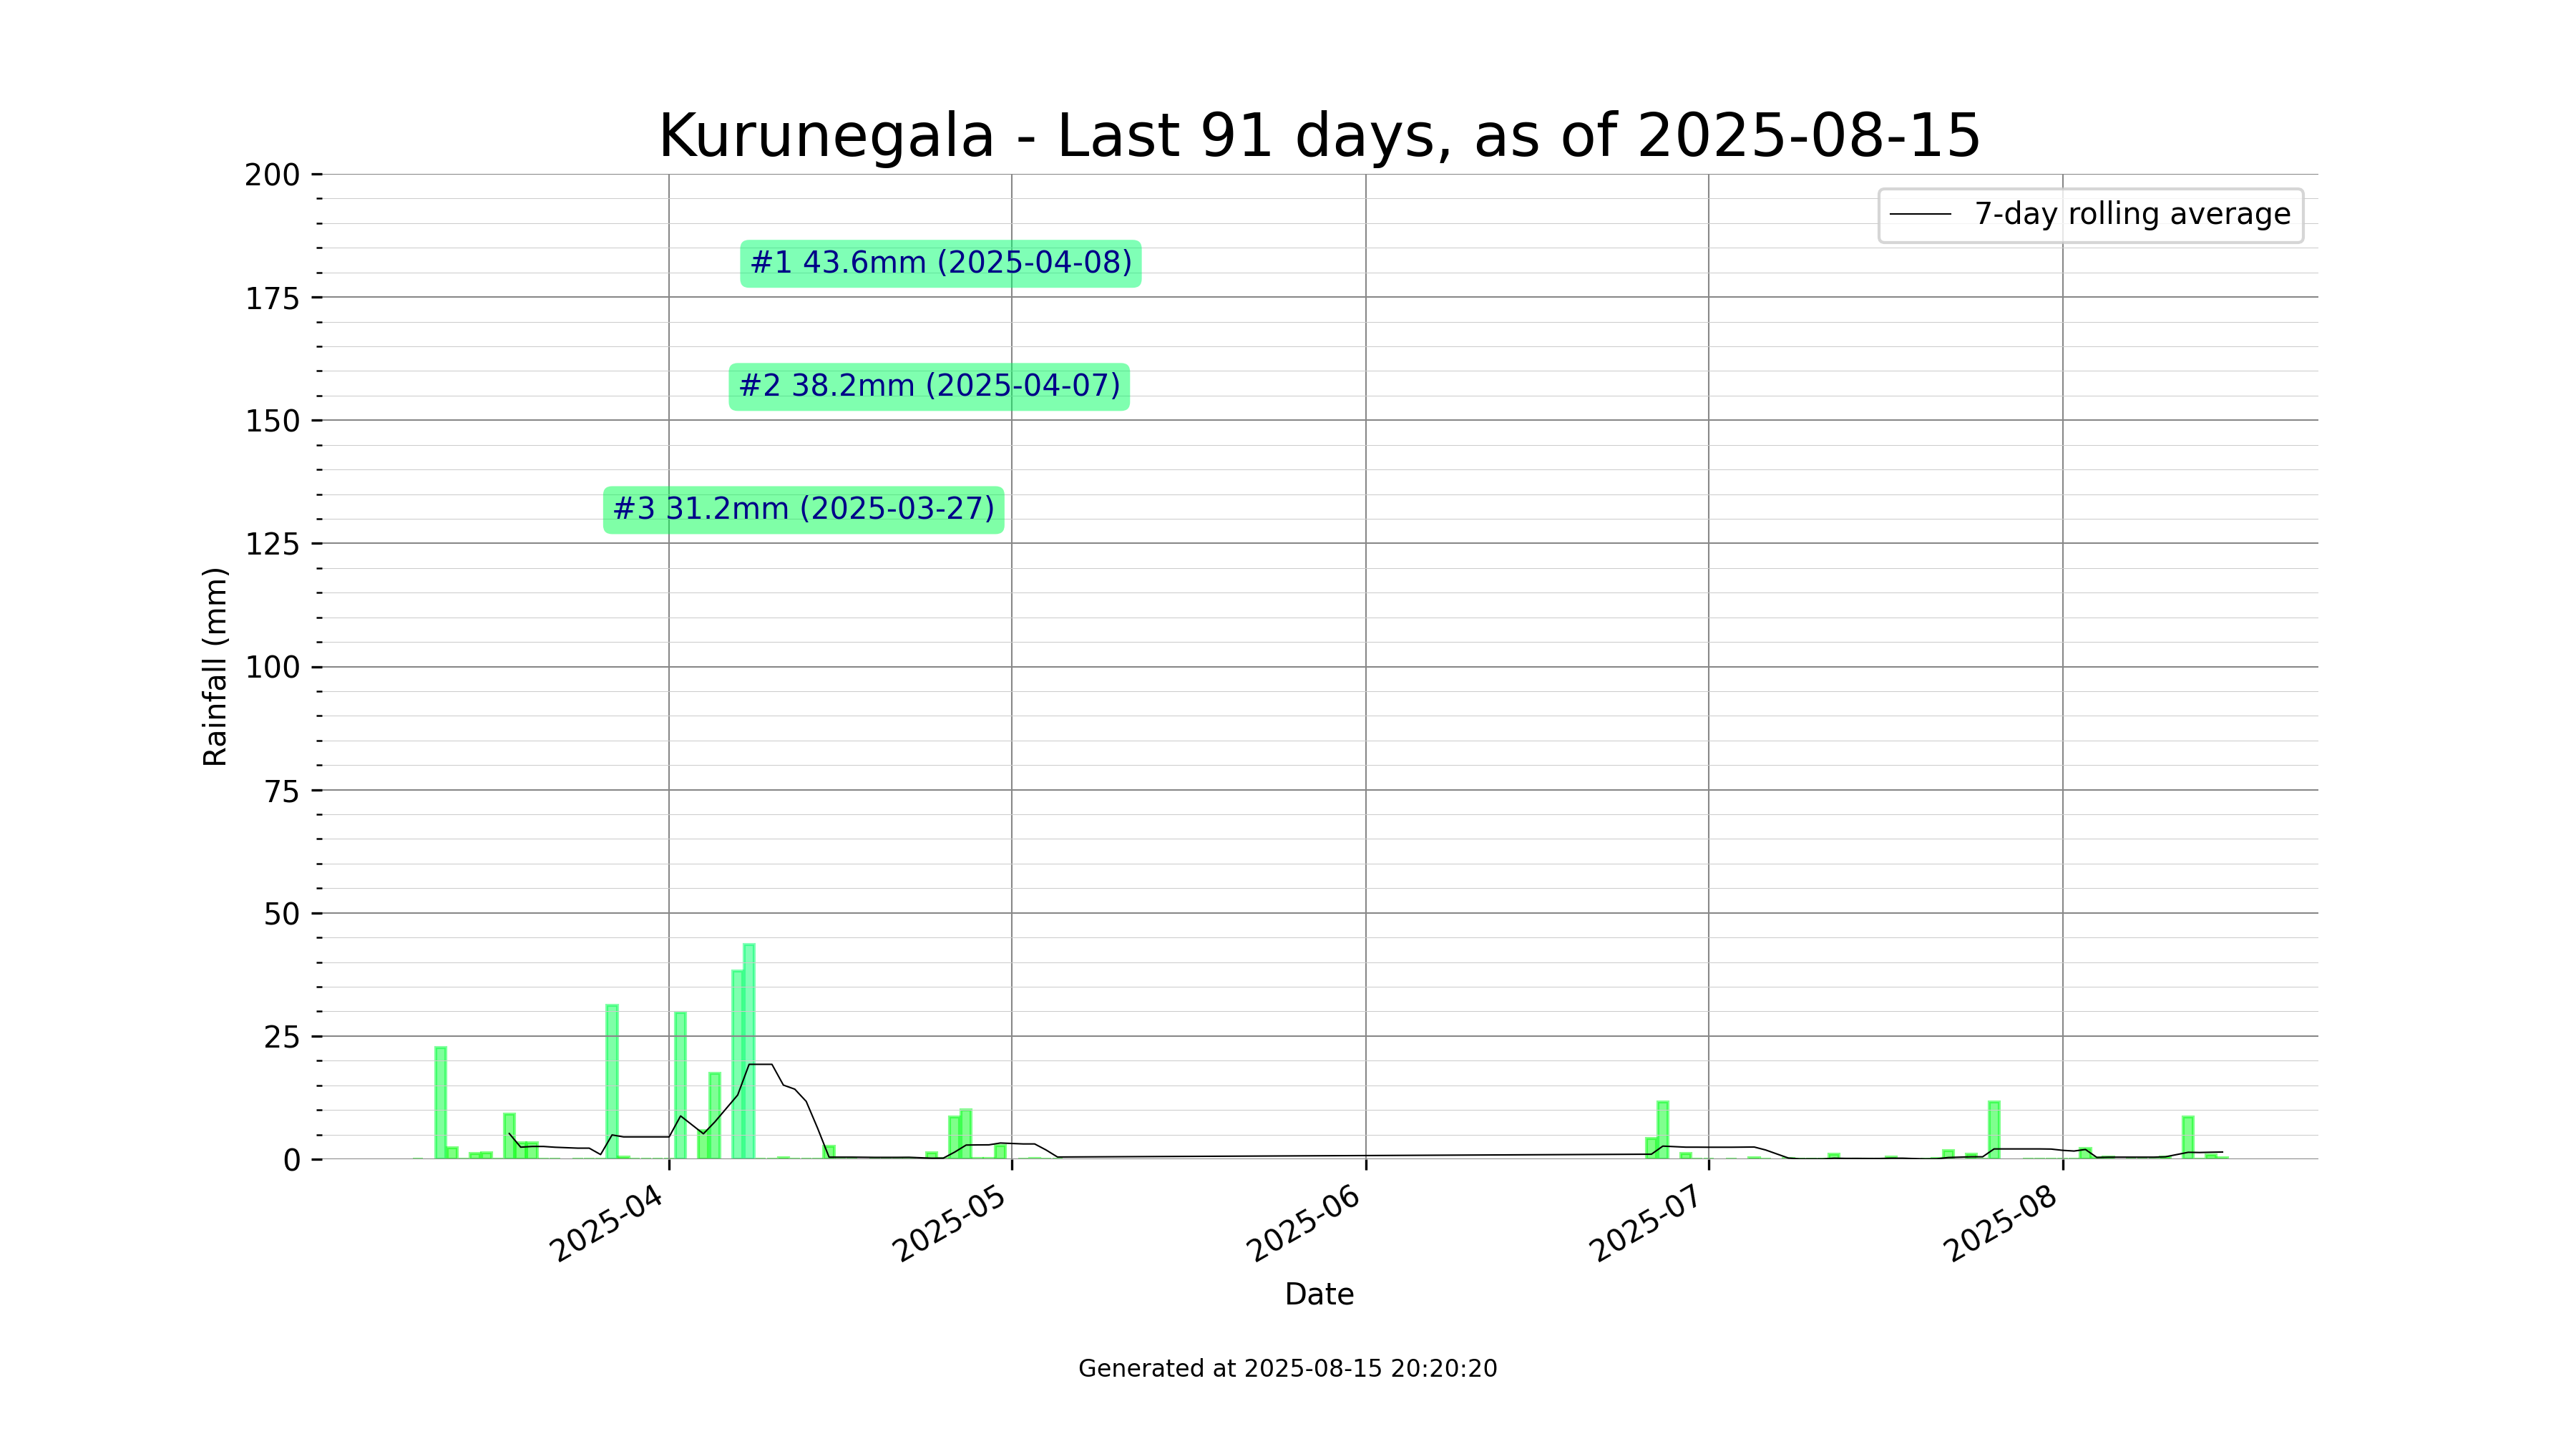 Kurunegala - Last 91 days, as of 2025-08-15
7-day rolling average
#1 43.6mm (2025-04-08)
#2 38.2mm (2025-04-07)
#3 31.2mm (2025-03-27)
Rainfall (mm)
200
175
150
125
100
75
50
25
0
2025-04
2025-05
2025-06
2025-07
2025-08
Date
Generated at 2025-08-15 20:20:20